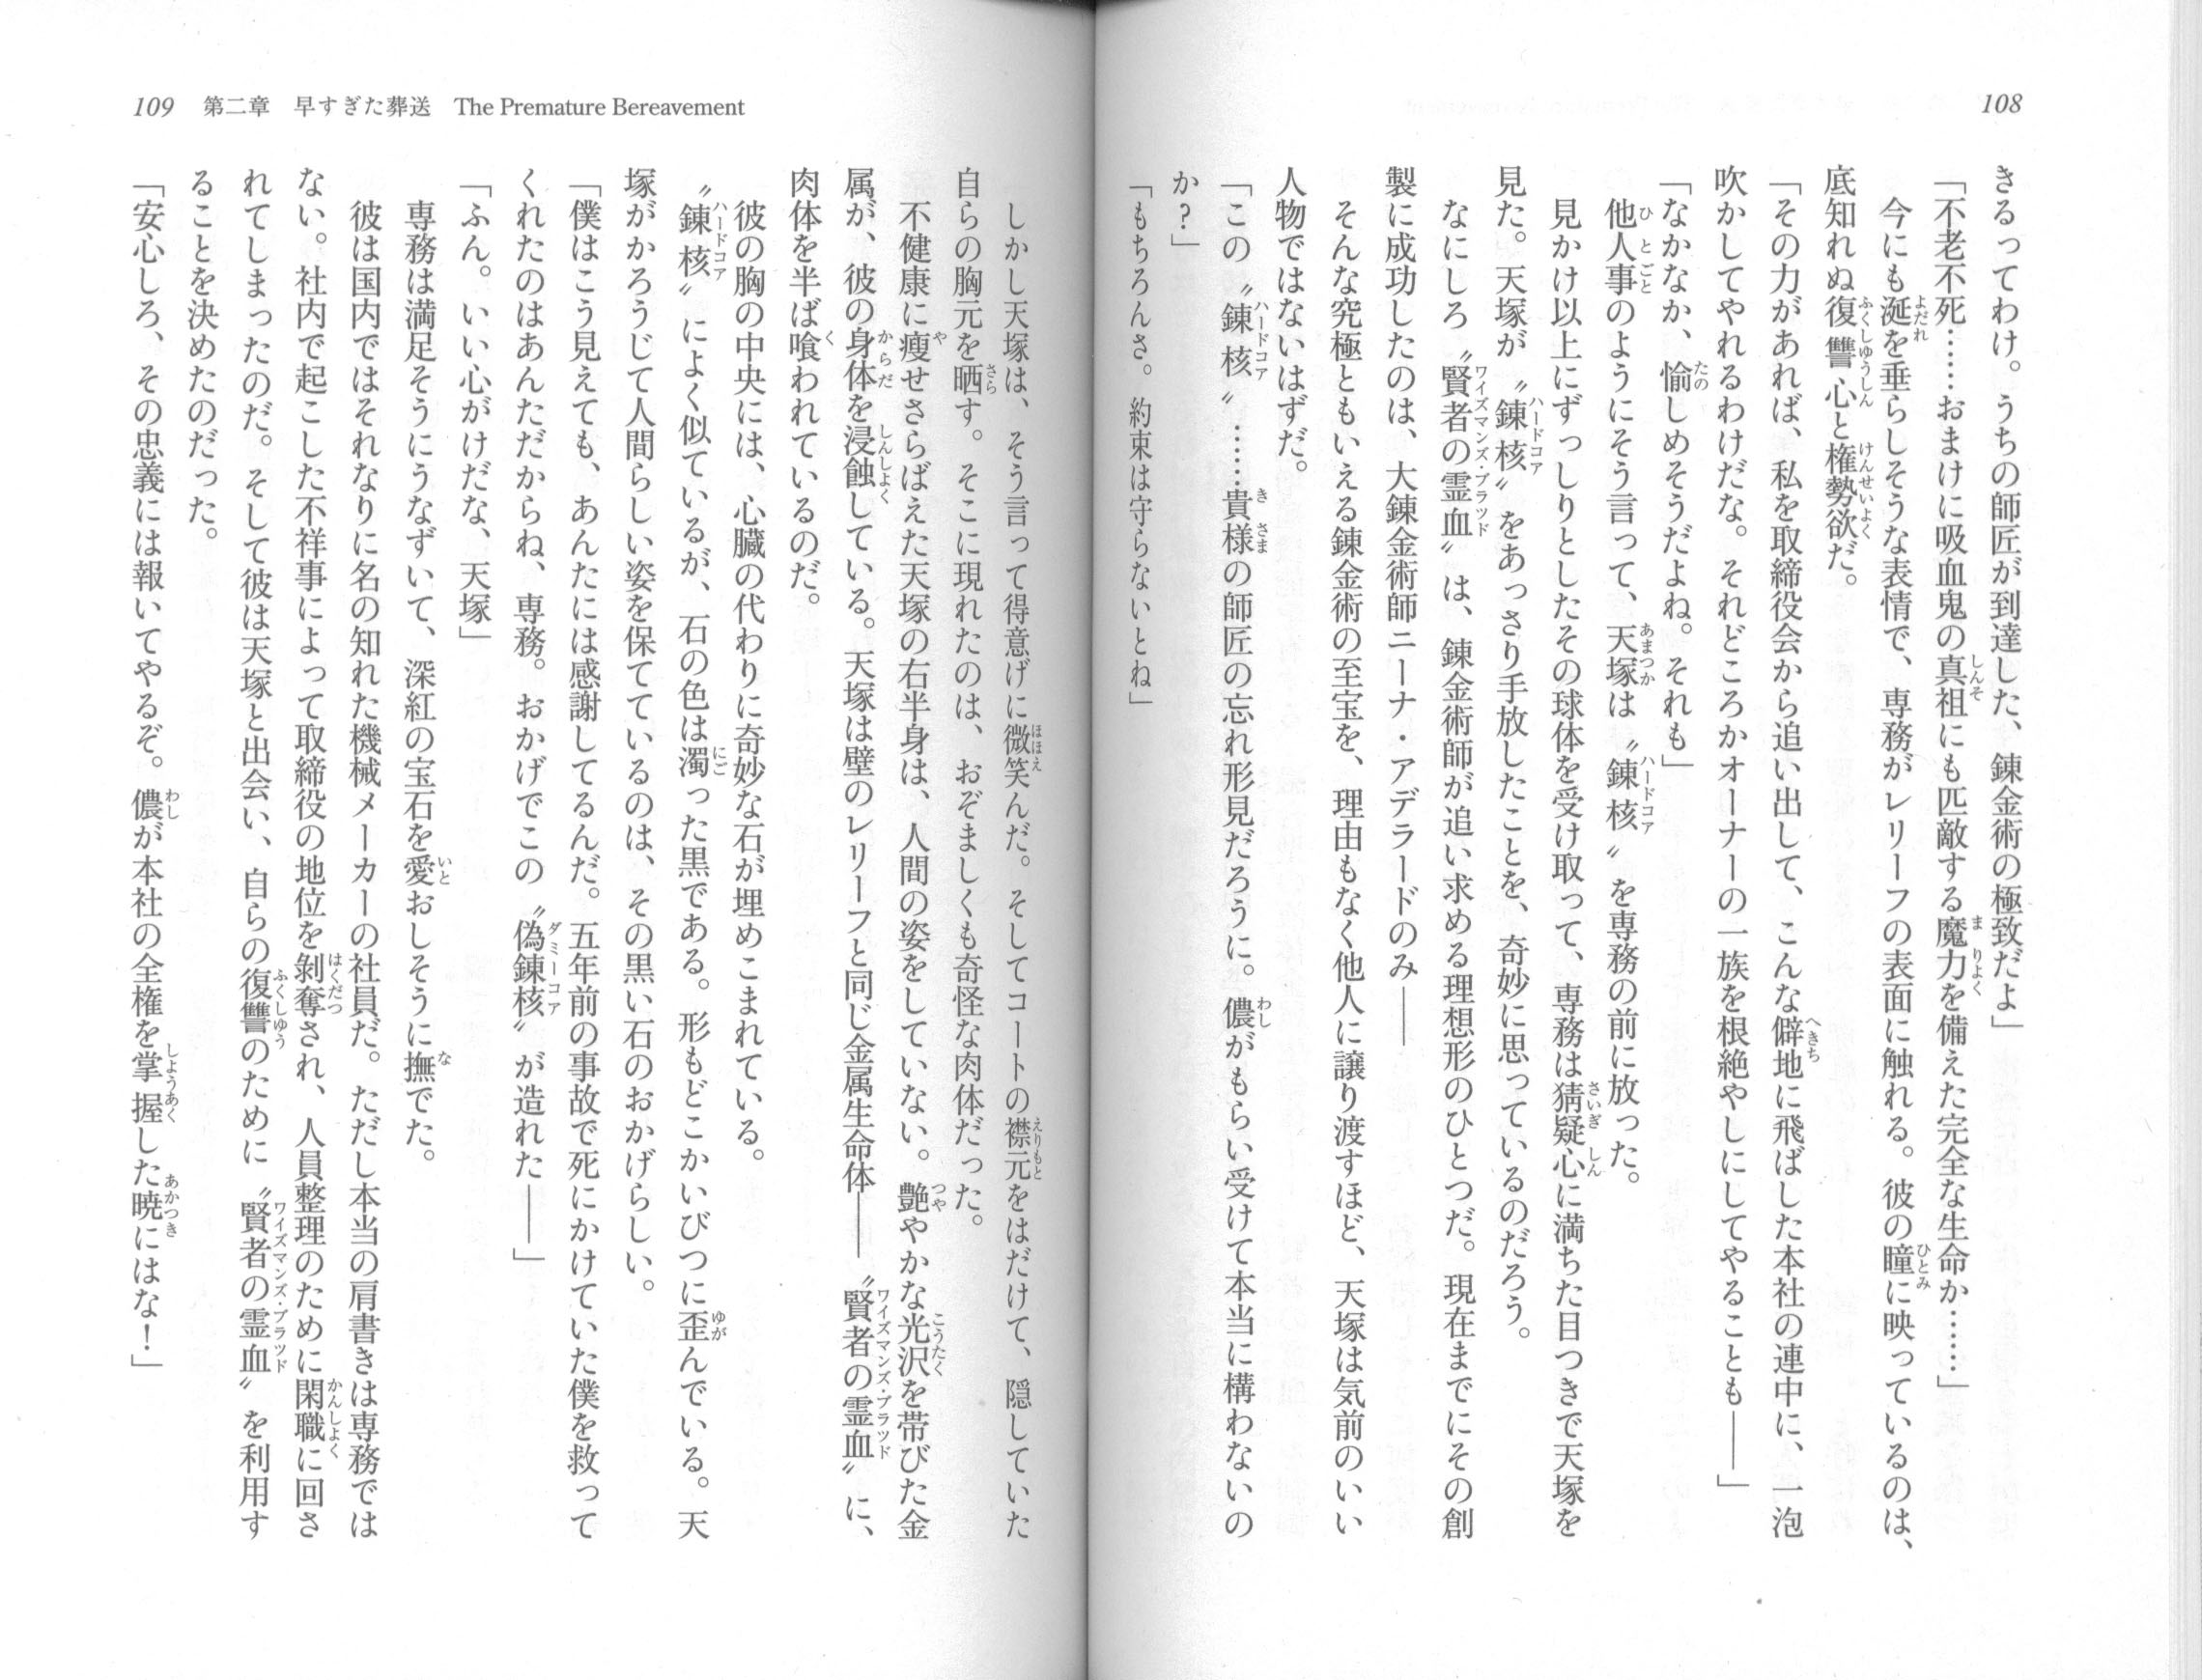 108
きるってわけ。うちの師匠が到達した、錬金術の極致だよ」
「不老不死……おまけに吸血鬼の真祖にも匹敵する魔力を備えた完全な生命か……」
今にも涎を垂らしそうな表情で、専務がレリーフの表面に触れる。彼の瞳に映っているのは、
底知れぬ復讐心と権勢欲だ。
「その力があれば、私を取締役会から追い出して、こんな僻地に飛ばした本社の連中に、一泡
吹かしてやれるわけだな。それどころかオーナーの一族を根絶やしにしてやることも――」
「なかなか、愉しめそうだよね。それも」
他人事のようにそう言って、天塚は〝錬核〟を専務の前に放った。
見かけ以上にずっしりとしたその球体を受け取って、専務は猜疑心に満ちた目つきで天塚を
見た。天塚が〝錬核〟をあっさり手放したことを、奇妙に思っているのだろう。
なにしろ〝賢者の霊血〟は、錬金術師が追い求める理想形のひとつだ。現在までにその創
製に成功したのは、大錬金術師ニーナ・アデラードのみ――
そんな究極ともいえる錬金術の至宝を、理由もなく他人に譲り渡すほど、天塚は気前のいい
人物ではないはずだ。
「この〝錬核〟……貴様の師匠の忘れ形見だろうに。儂がもらい受けて本当に構わないの
か？」
「もちろんさ。約束は守らないとね」
109 第二章 早すぎた葬送 The Premature Bereavement
しかし天塚は、そう言って得意げに微笑んだ。そしてコートの襟元をはだけて、隠していた
自らの胸元を晒す。そこに現れたのは、おぞましくも奇怪な肉体だった。
不健康に痩せさらばえた天塚の右半身は、人間の姿をしていない。艶やかな光沢を帯びた金
属が、彼の身体を浸蝕している。天塚は壁のレリーフと同じ金属生命体――〝賢者の霊血〟に、
肉体を半ば喰われているのだ。
彼の胸の中央には、心臓の代わりに奇妙な石が埋めこまれている。
〝錬核〟によく似ているが、石の色は濁った黒である。形もどこかいびつに歪んでいる。天
塚がかろうじて人間らしい姿を保てているのは、その黒い石のおかげらしい。
「僕はこう見えても、あんたには感謝してるんだ。五年前の事故で死にかけていた僕を救って
くれたのはあんただからね、専務。おかげでこの〝偽錬核〟が造れた――」
「ふん。いい心がけだな、天塚」
専務は満足そうにうなずいて、深紅の宝石を愛おしそうに撫でた。
彼は国内ではそれなりに名の知れた機械メーカーの社員だ。ただし本当の肩書きは専務では
ない。社内で起こした不祥事によって取締役の地位を剝奪され、人員整理のために閑職に回さ
れてしまったのだ。そして彼は天塚と出会い、自らの復讐のために〝賢者の霊血〟を利用す
ることを決めたのだった。
「安心しろ、その忠義には報いてやるぞ。儂が本社の全権を掌握した暁にはな！」